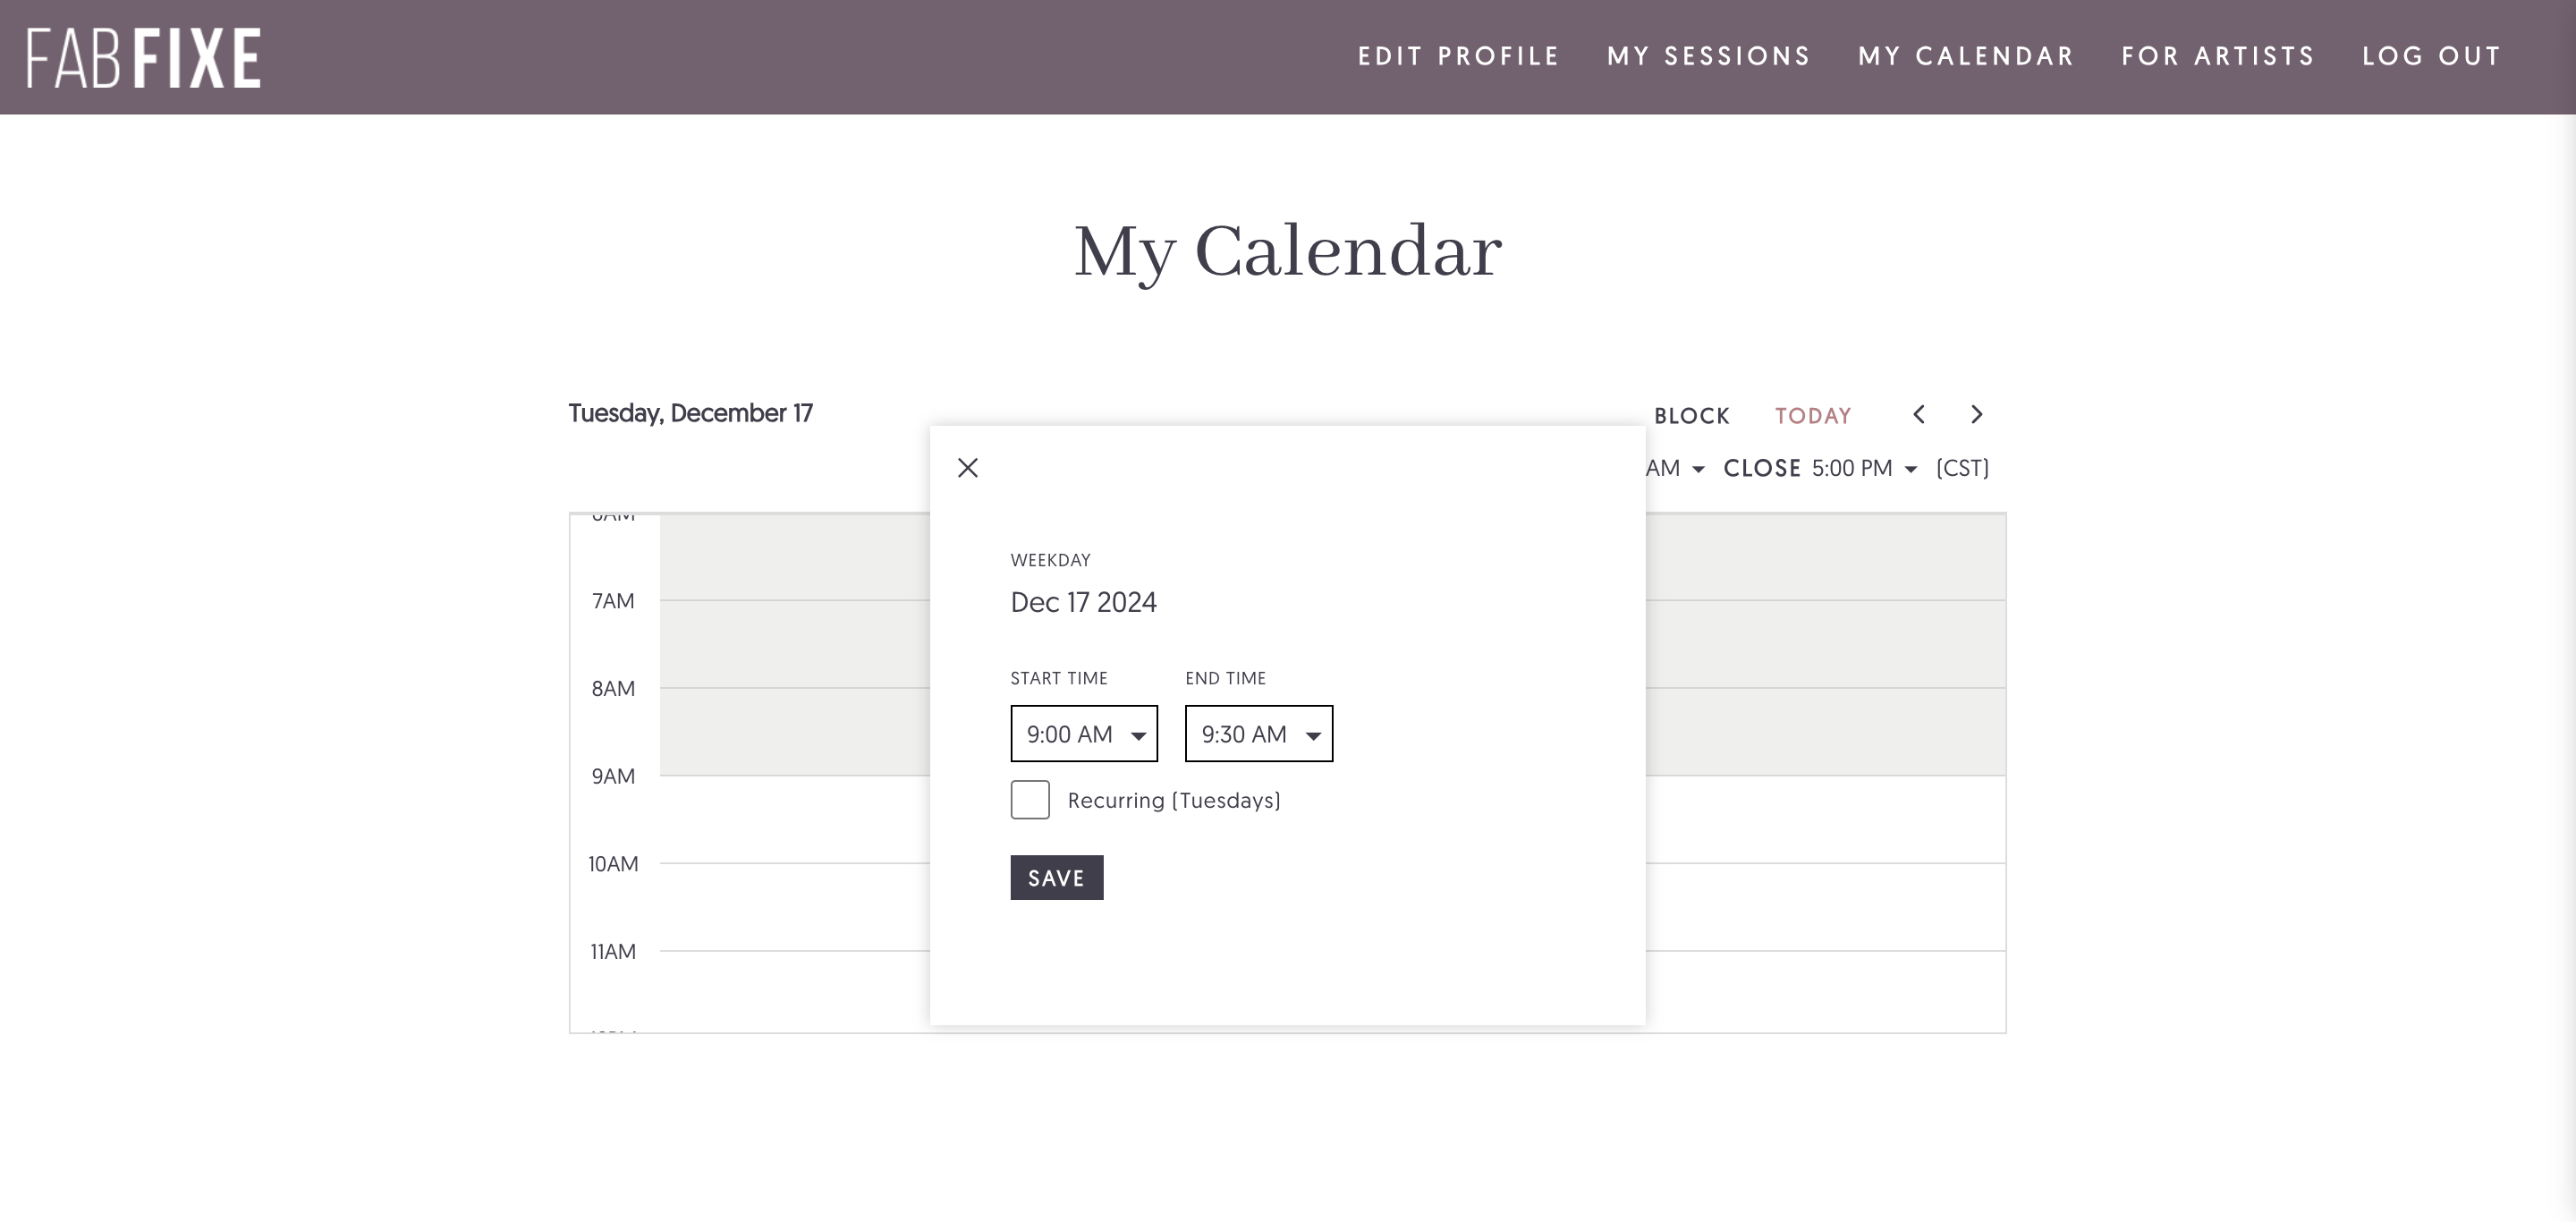 FABFIXE
EDIT PROFILE MY SESSIONS MY CALENDAR FOR ARTISTS LOG OUT
My Calendar
Tuesday, December 17
BLOCK TODAY
AM CLOSE 5:00 PM (CST)
WEEKDAY
Dec 17 2024
7AM
START TIME END TIME
8AM
9:00 AM 9:30 AM
9AM
Recurring (Tuesdays)
10AM
SAVE
11AM